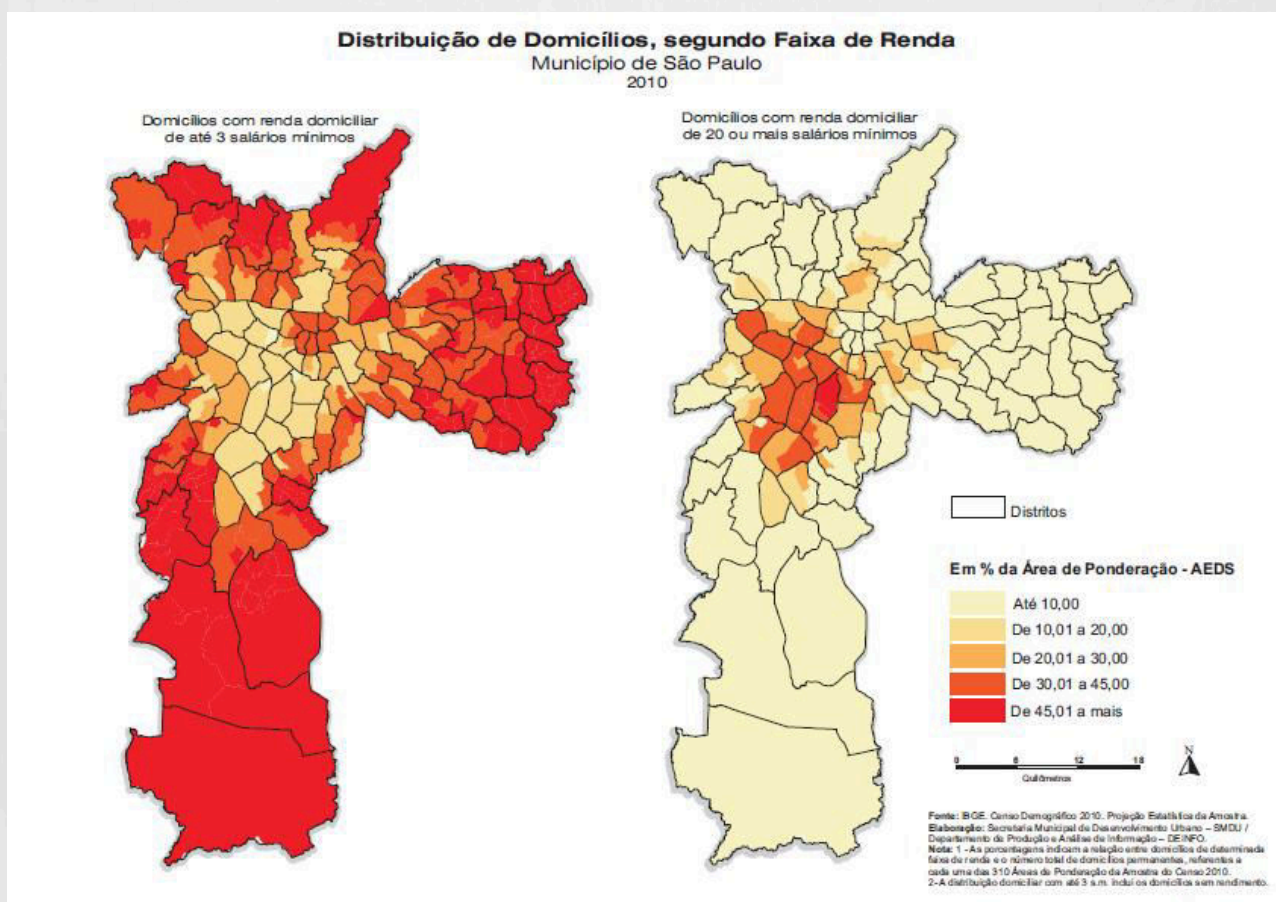 Distribuição de Domicílios, segundo Faixa de Renda
Município de São Paulo
2010
Domicílios com renda domiciliar
de até 3 salários mínimos
Domicílios com renda domiciliar
de 20 ou mais salários mínimos
Distritos
Em % da Área de Ponderação - AEDS
Até 10,00
De 10,01 a 20,00
De 20,01 a 30,00
De 30,01 a 45,00
De 45,01 a mais
0 6 12 18
Quilômetros
N
Fonte: IBGE. Censo Demográfico 2010. Projeção Estatística da Amostra.
Elaboração: Secretaria Municipal de Desenvolvimento Urbano – SMDU /
Departamento de Produção e Análise de Informação – DEINFO.
Nota: 1 - As porcentagens indicam a relação entre domicílios de determinada
faixa de renda e o número total de domicílios permanentes, referentes a
cada uma das 310 Áreas de Ponderação da Amostra do Censo 2010.
2- A distribuição domiciliar com até 3 s.m. inclui os domicílios sem rendimento.